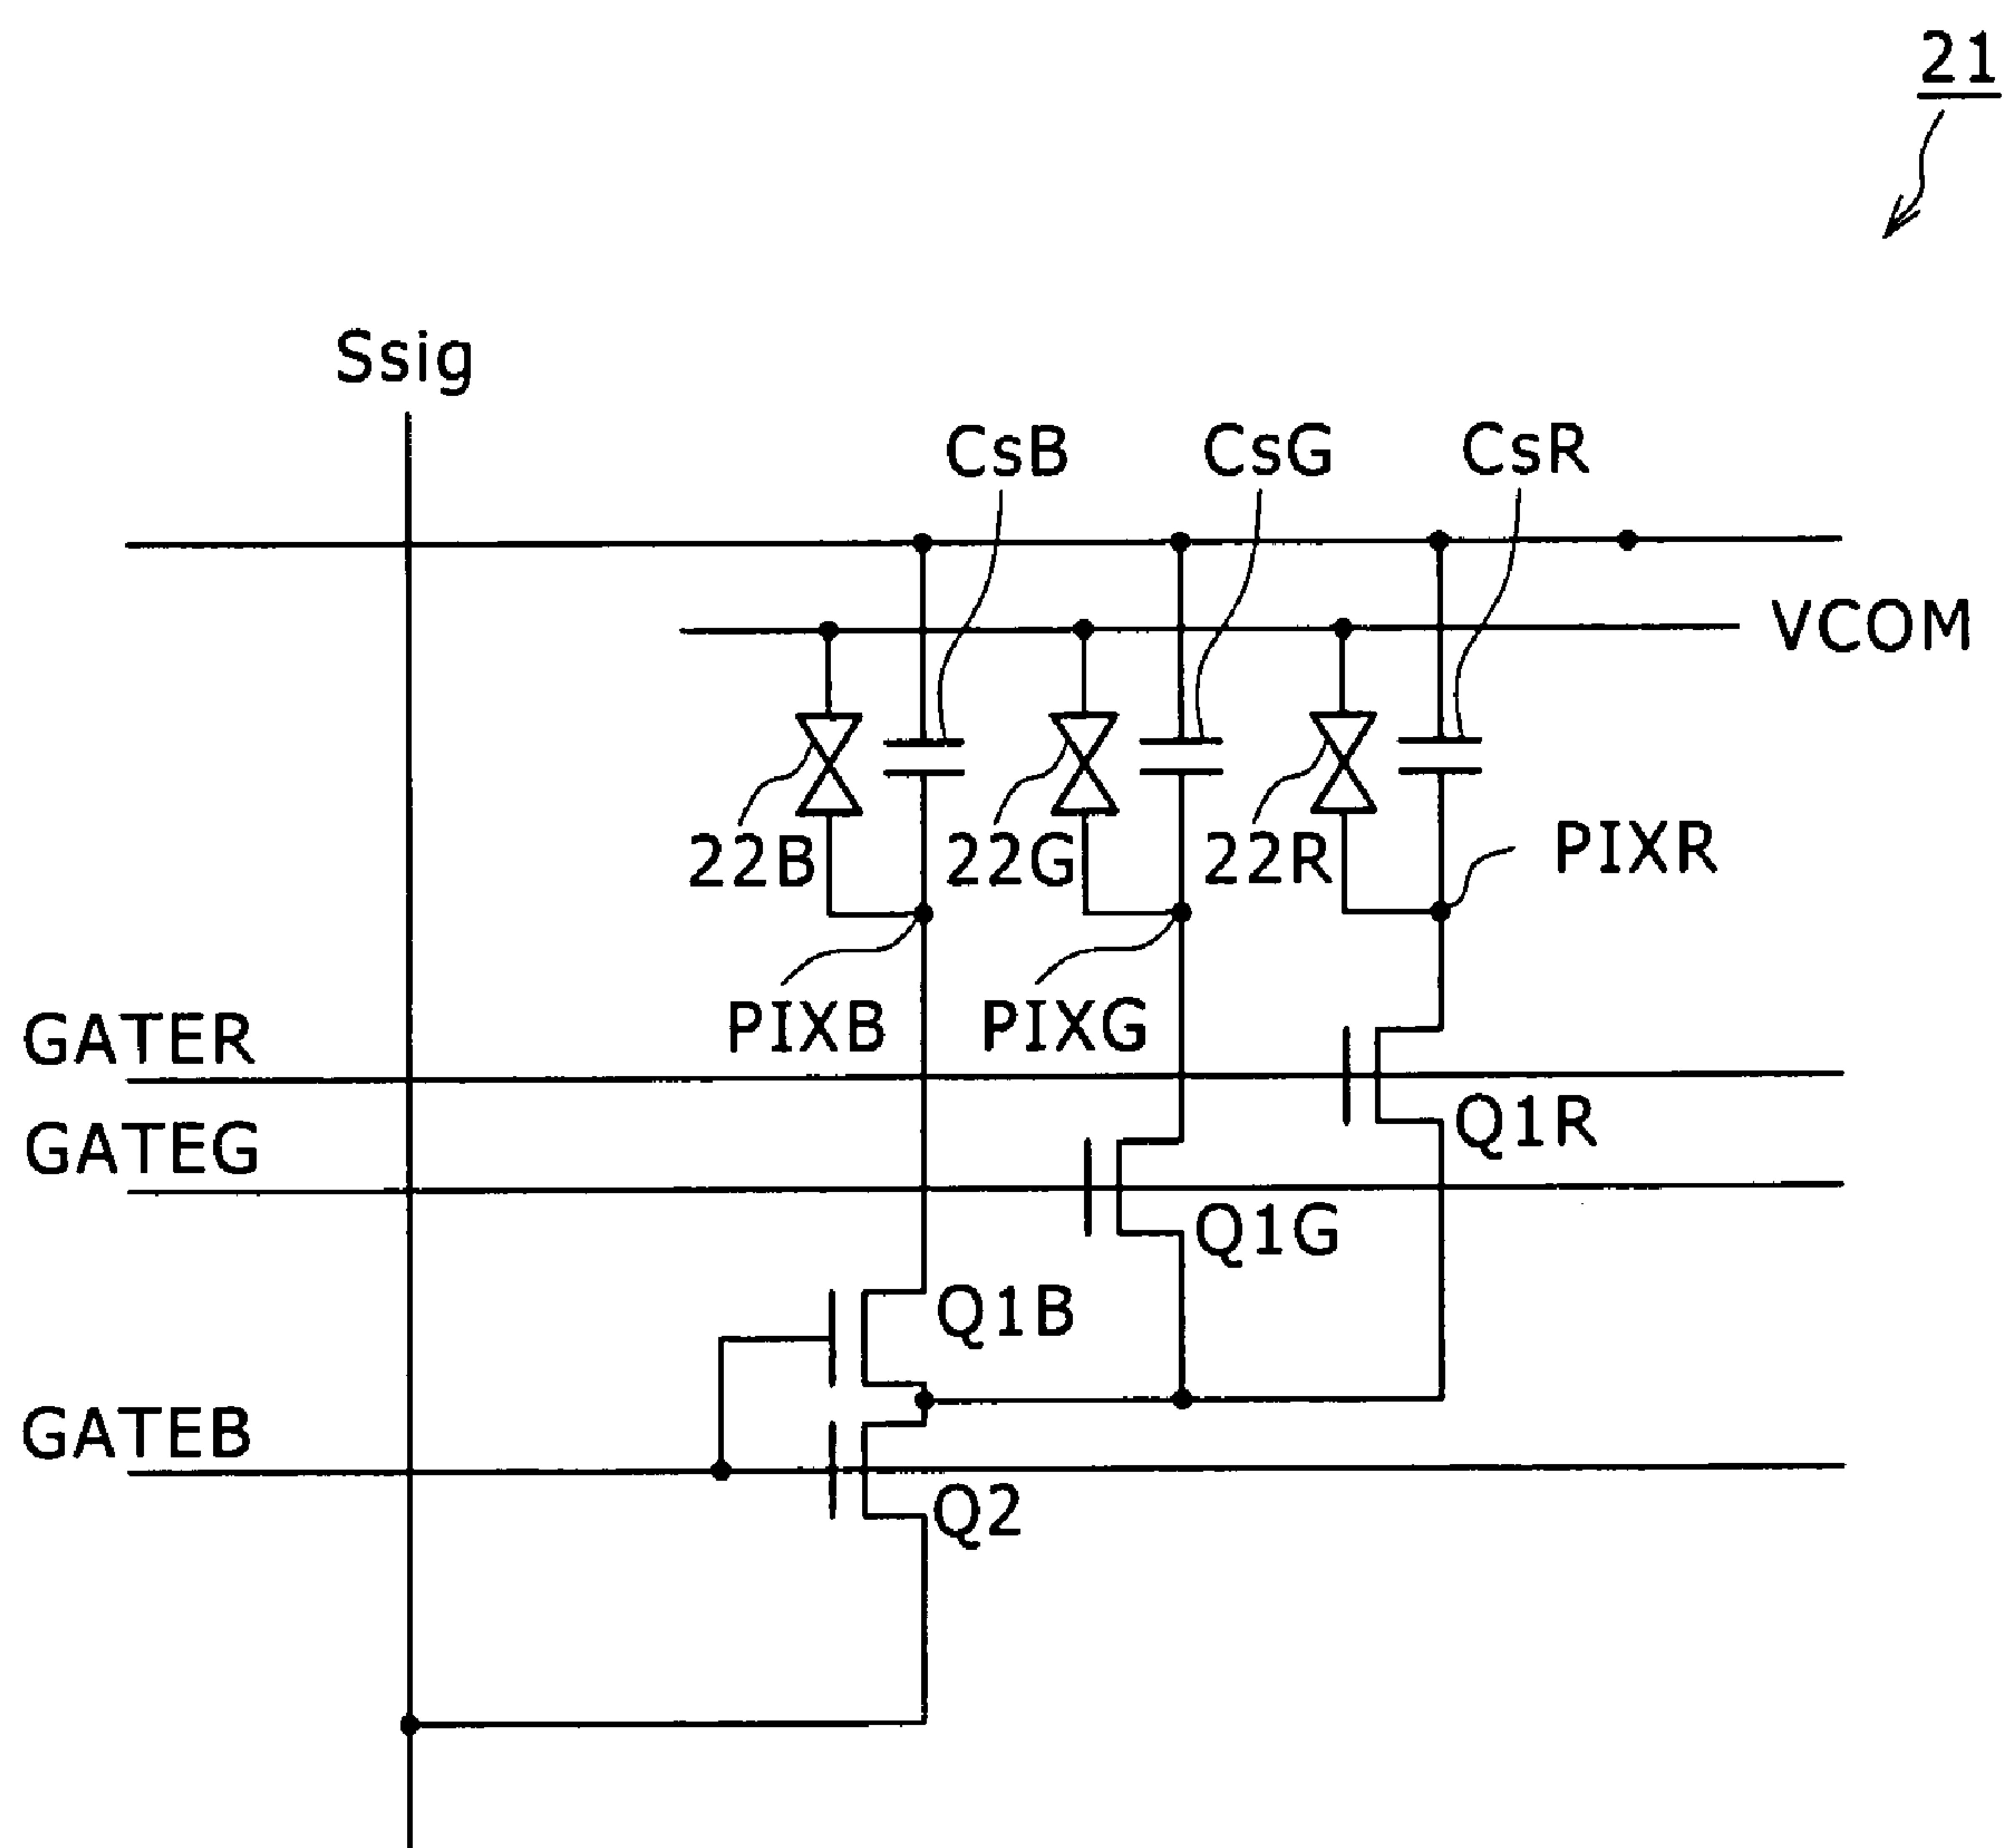 21
Ssig
CsB CsG CsR
VCOM
22B 22G 22R PIXR
PIXB PIXG
GATER
Q1R
GATEG
Q1G
Q1B
GATEB
Q2